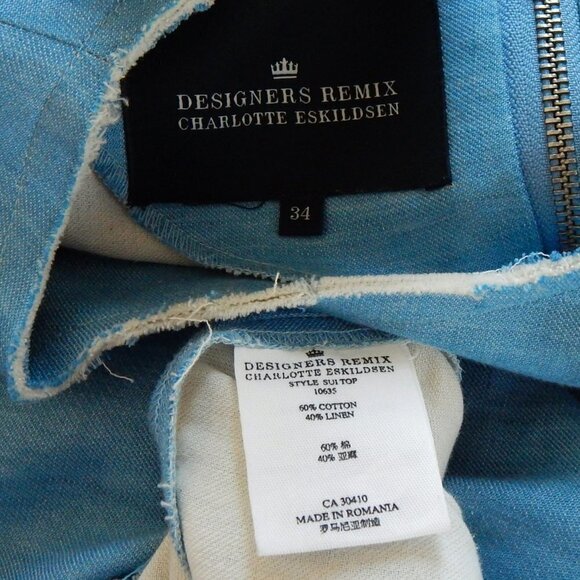 DESIGNERS REMIX
CHARLOTTE ESKILDSEN
34
DESIGNERS REMIX
CHARLOTTE ESKILDSEN
STYLE SUI TOP
10635
60% COTTON
40% LINEN
60% 棉
40% 亚麻
CA 30410
MADE IN ROMANIA
罗马尼亚制造